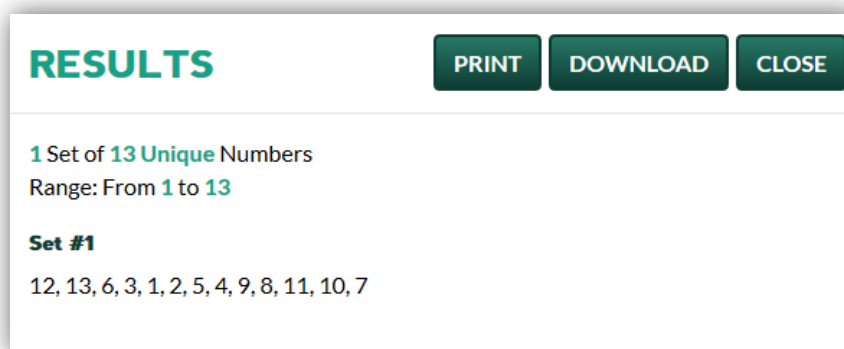 RESULTS PRINT DOWNLOAD CLOSE
1 Set of 13 Unique Numbers
Range: From 1 to 13
Set #1
12, 13, 6, 3, 1, 2, 5, 4, 9, 8, 11, 10, 7